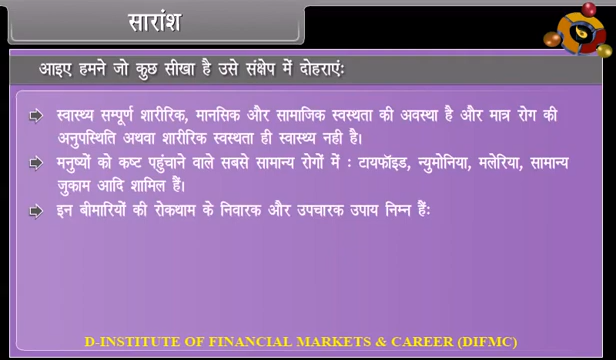 सारांश
आइए हमने जो कुछ सीखा है उसे संक्षेप में दोहराएं:
स्वास्थ्य सम्पूर्ण शारीरिक, मानसिक और सामाजिक स्वस्थता की अवस्था है और मात्र रोग की
अनुपस्थिति अथवा शारीरिक स्वस्थता ही स्वास्थ्य नही है।
मनुष्यों को कष्ट पहुंचाने वाले सबसे सामान्य रोगों में : टायफॉइड, न्युमोनिया, मलेरिया, सामान्य
जुकाम आदि शामिल हैं।
इन बीमारियों की रोकथाम के निवारक और उपचारक उपाय निम्न हैं:
D-INSTITUTE OF FINANCIAL MARKETS & CAREER (DIFMC)